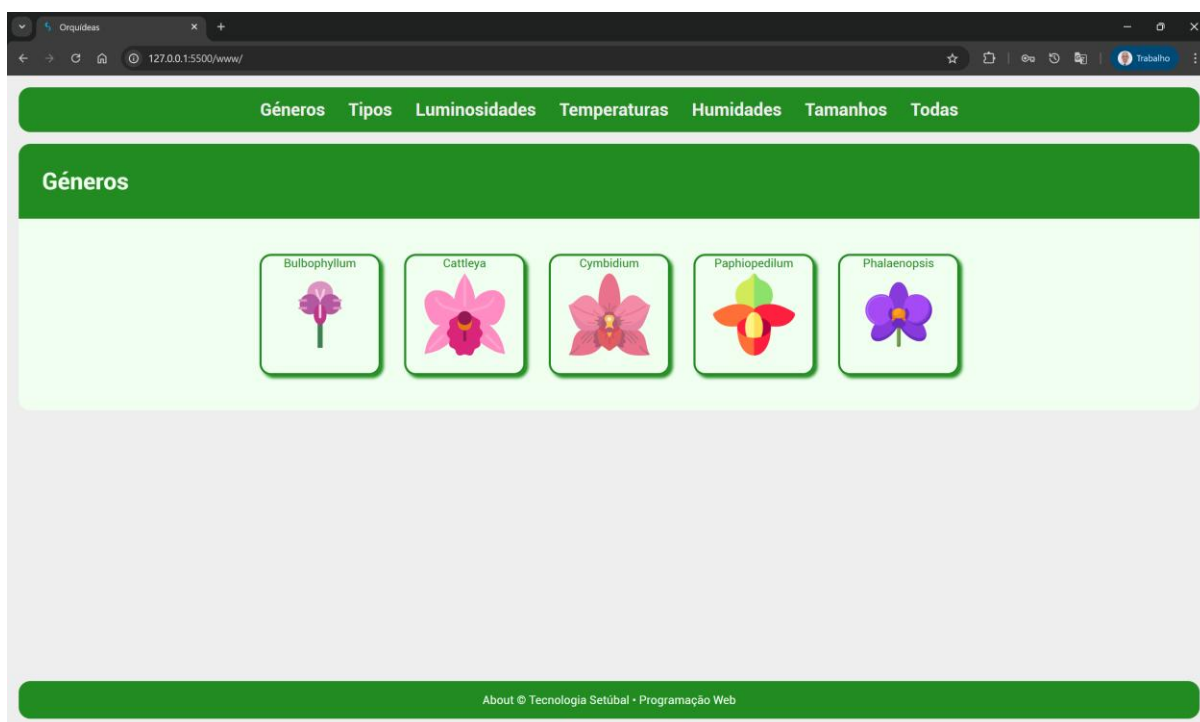 Orquídeas
127.0.0.1:5500/www/
Trabalho
Géneros Tipos Luminosidades Temperaturas Humidades Tamanhos Todas
Géneros
Bulbophyllum Cattleya Cymbidium Paphiopedilum Phalaenopsis
About © Tecnologia Setúbal • Programação Web